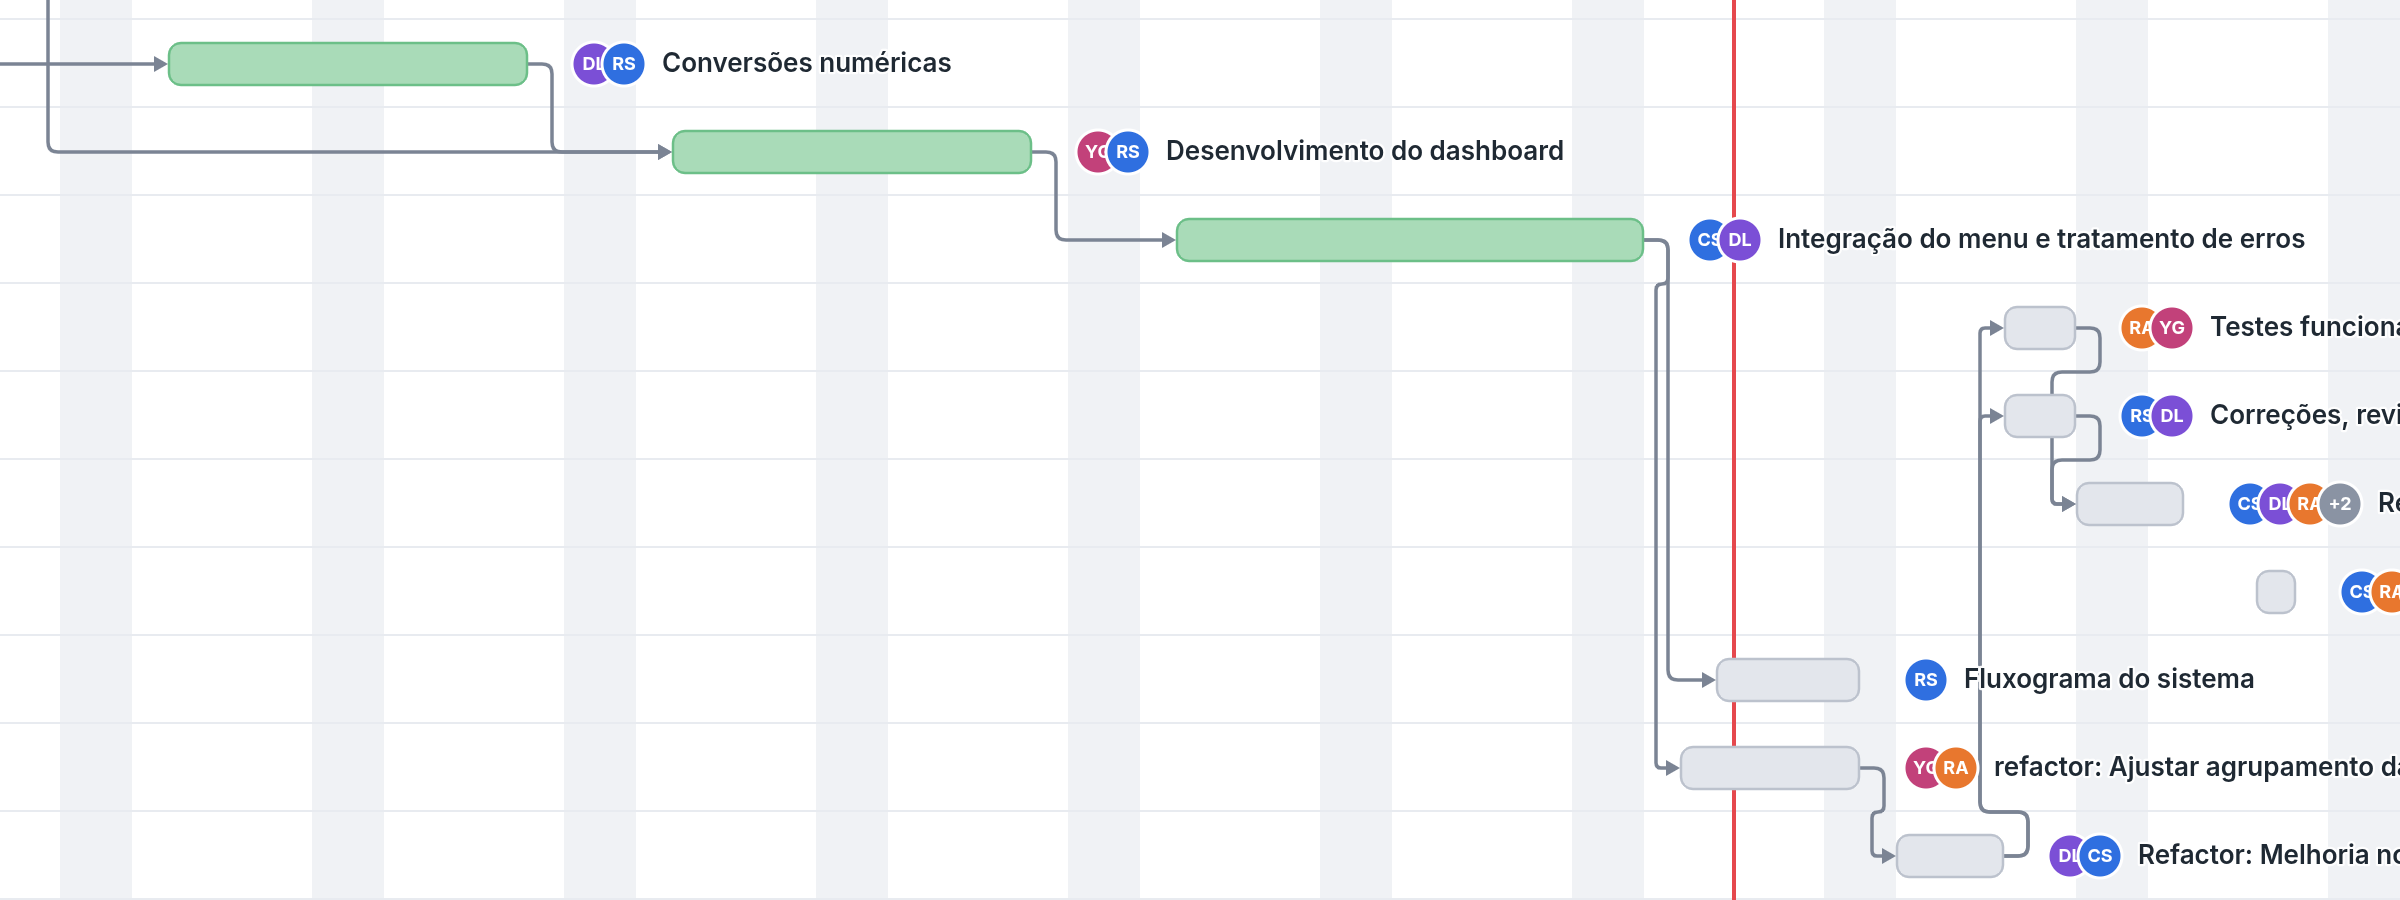 DL RS Conversões numéricas
YG RS Desenvolvimento do dashboard
CS DL Integração do menu e tratamento de erros
RA YG Testes funciona
RS DL Correções, revi
CS DL RA +2 Re
CS RA
RS Fluxograma do sistema
YG RA refactor: Ajustar agrupamento da
DL CS Refactor: Melhoria no